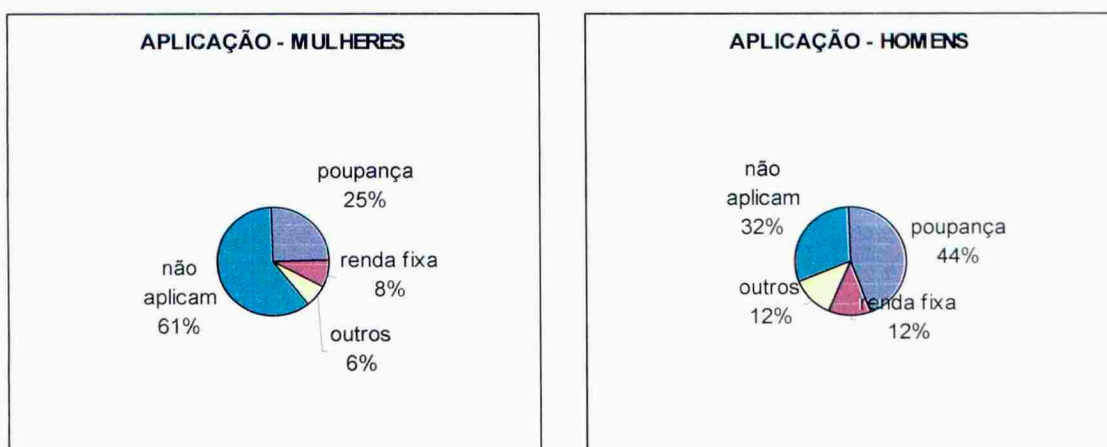 APLICAÇÃO - MULHERES
poupança
25%
renda fixa
8%
outros
6%
não
aplicam
61%
APLICAÇÃO - HOMENS
não
aplicam
32%
poupança
44%
outros
12%
renda fixa
12%